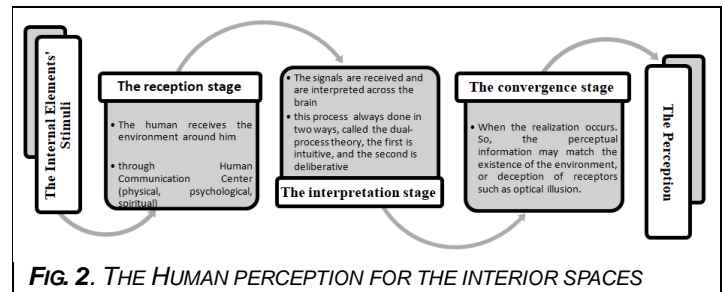 The Internal Elements'
Stimuli
The reception stage
• The human receives the
environment around him
• through Human
Communication Center
(physical, psychological,
spiritual)
• The signals are received and
are interpreted across the
brain
• this process always done in
two ways, called the dual-
process theory, the first is
intuitive, and the second is
deliberative
The interpretation stage
The convergence stage
• When the realization occurs.
So, the perceptual
information may match the
existence of the environment,
or deception of receptors
such as optical illusion.
The Perception
FIG. 2. THE HUMAN PERCEPTION FOR THE INTERIOR SPACES